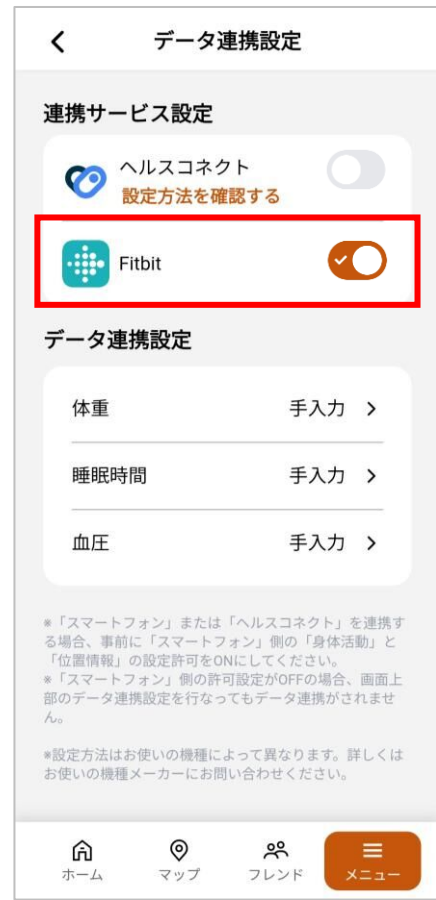 データ連携設定
連携サービス設定
ヘルスコネクト
設定方法を確認する
Fitbit
データ連携設定
体重 手入力
睡眠時間 手入力
血圧 手入力
※「スマートフォン」または「ヘルスコネクト」を連携す
る場合、事前に「スマートフォン」側の「身体活動」と
「位置情報」の設定許可をONにしてください。
※「スマートフォン」側の許可設定がOFFの場合、画面上
部のデータ連携設定を行なってもデータ連携がされませ
ん。
※設定方法はお使いの機種によって異なります。詳しくは
お使いの機種メーカーにお問い合わせください。
ホーム マップ フレンド メニュー